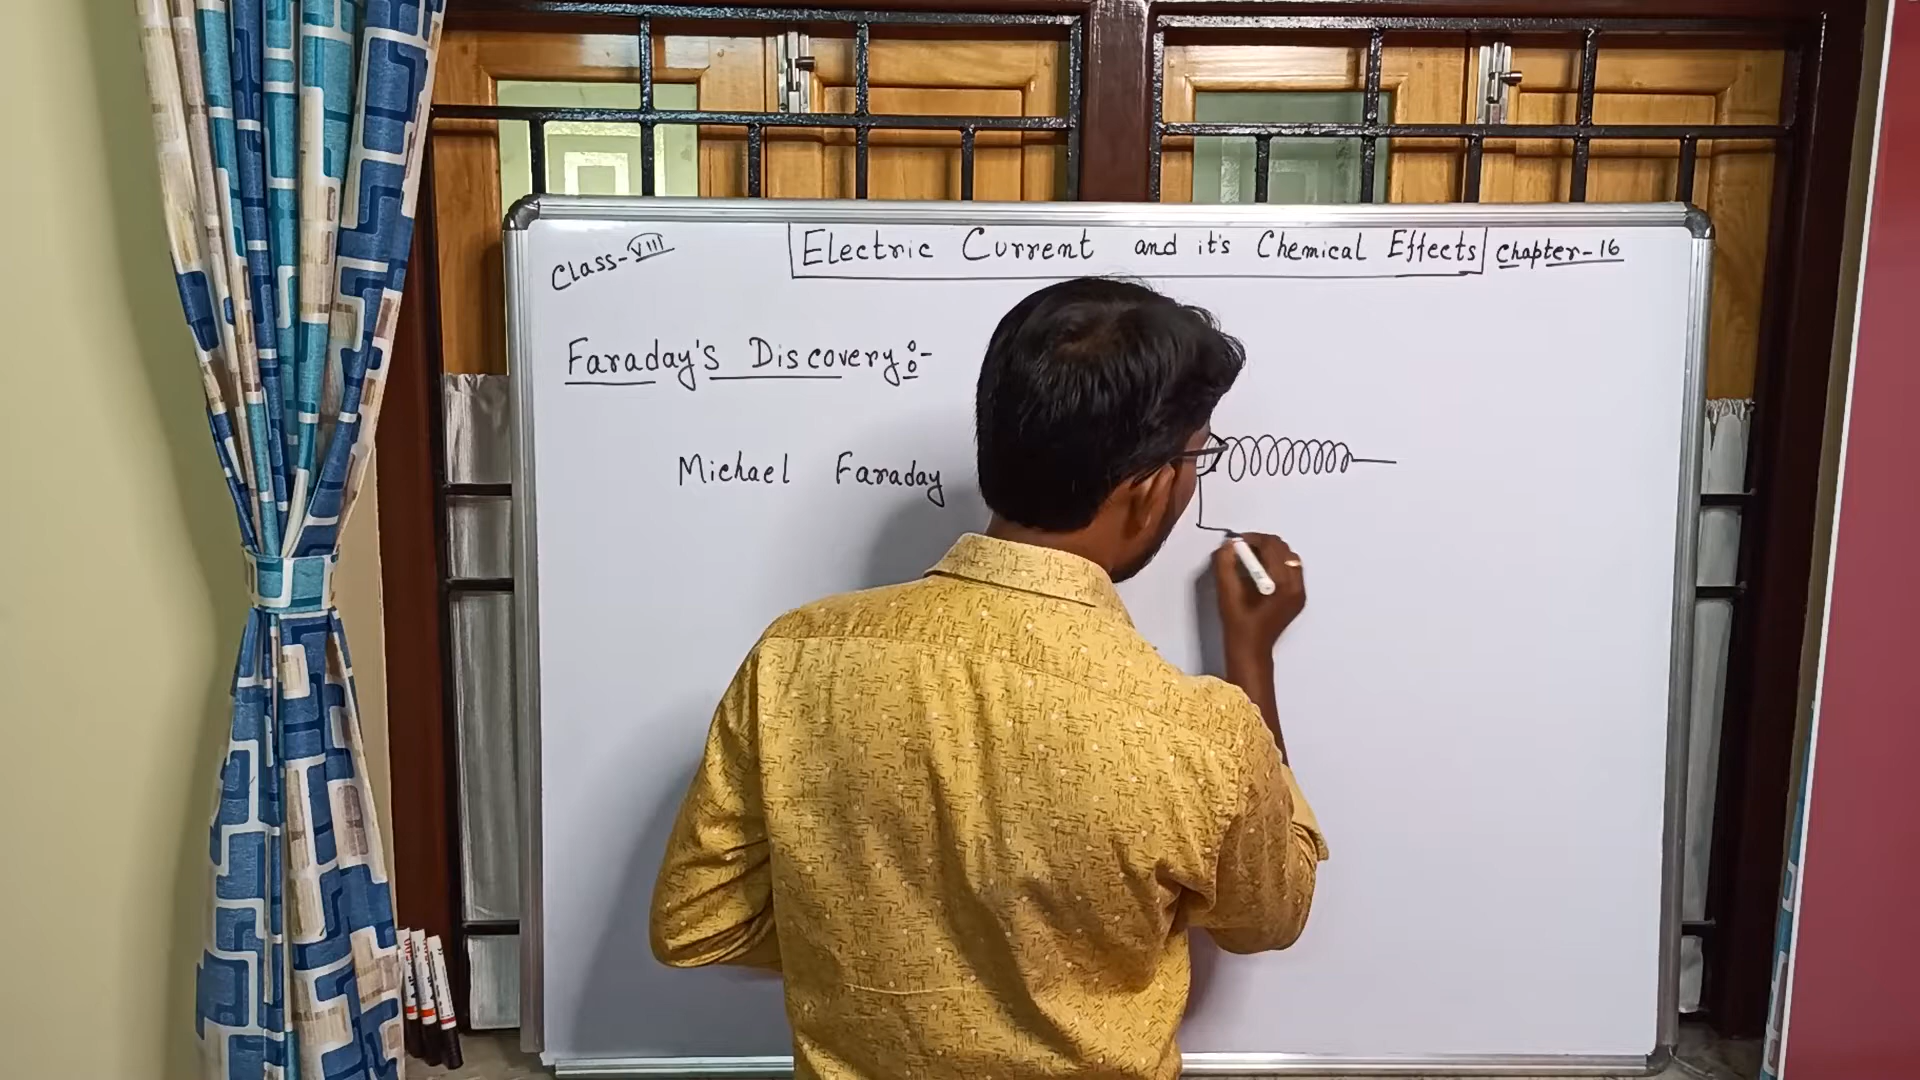 Class-VIII
Electric Current and it's Chemical Effects
Chapter-16
Faraday's Discovery:-
Michael Faraday